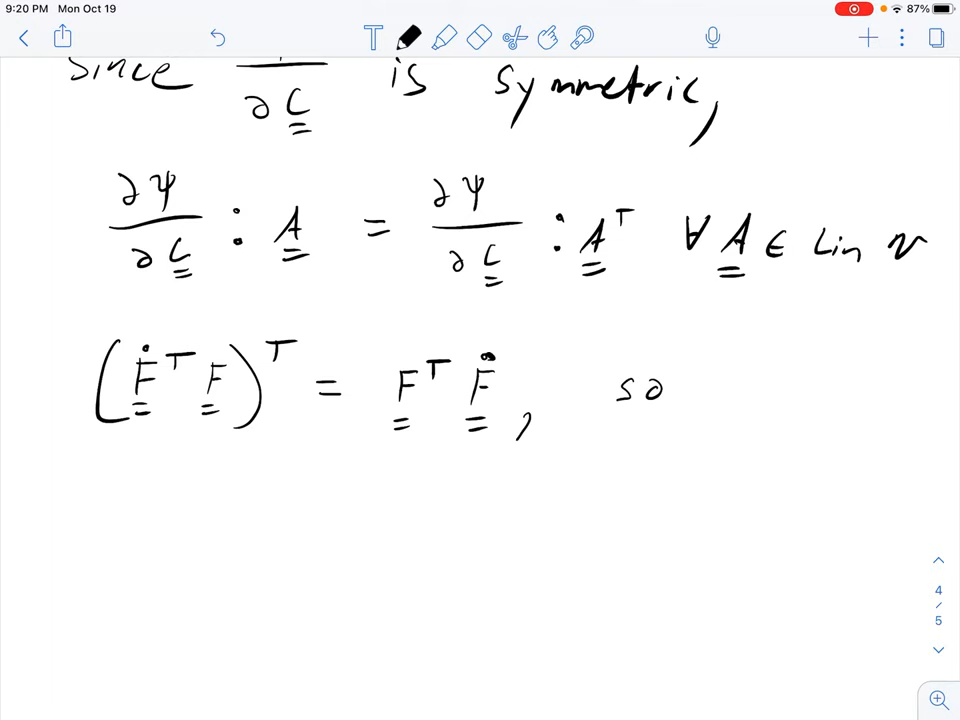 9:20 PM Mon Oct 19 87%
T
since ∂C is symmetric,
∂ψ/∂C : A = ∂ψ/∂C : Aᵀ ∀ A ∈ Lin V
(Ḟᵀ F)ᵀ = Fᵀ Ḟ, so
4
/
5